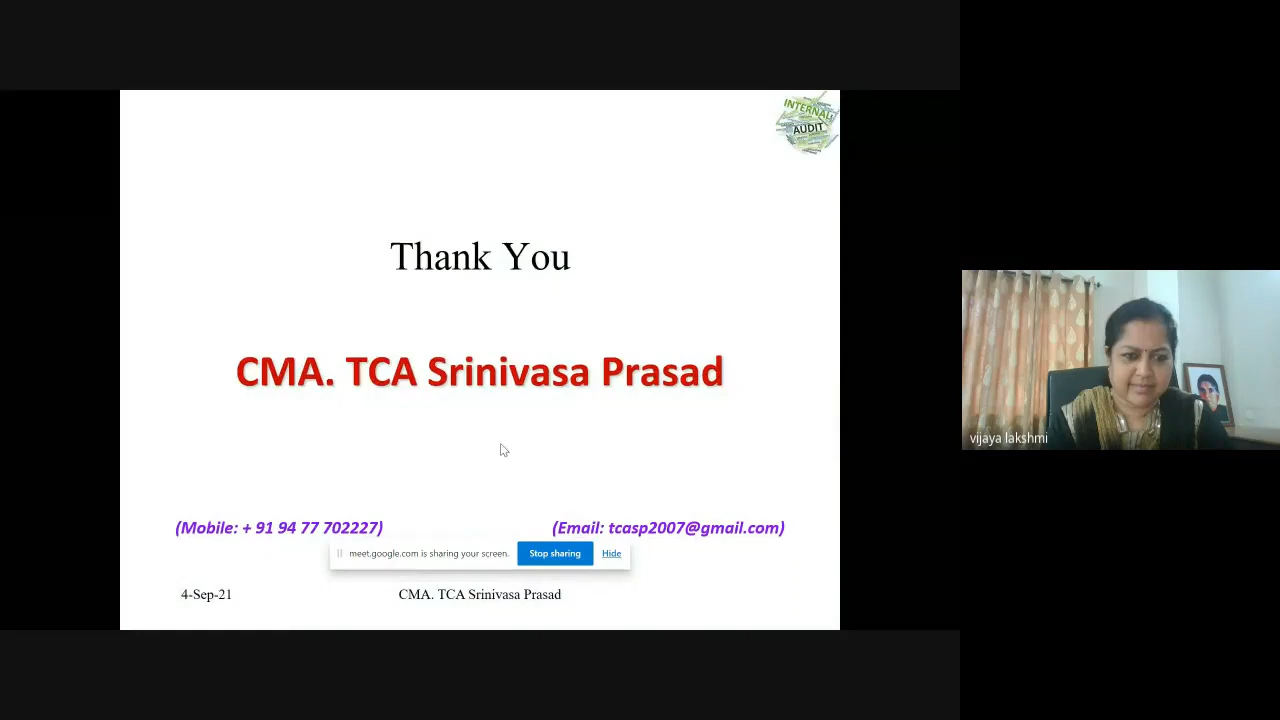 INTERNAL
AUDIT
Thank You
CMA. TCA Srinivasa Prasad
(Mobile: + 91 94 77 702227)
(Email: tcasp2007@gmail.com)
meet.google.com is sharing your screen.
Stop sharing
Hide
4-Sep-21
CMA. TCA Srinivasa Prasad
vijaya lakshmi